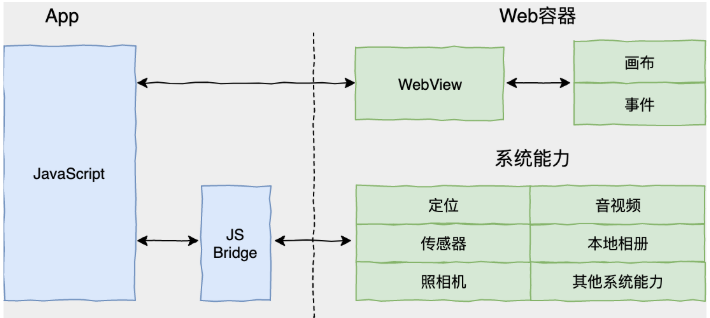 App
Web容器
JavaScript
WebView
画布
事件
系统能力
JS
Bridge
定位
音视频
传感器
本地相册
照相机
其他系统能力